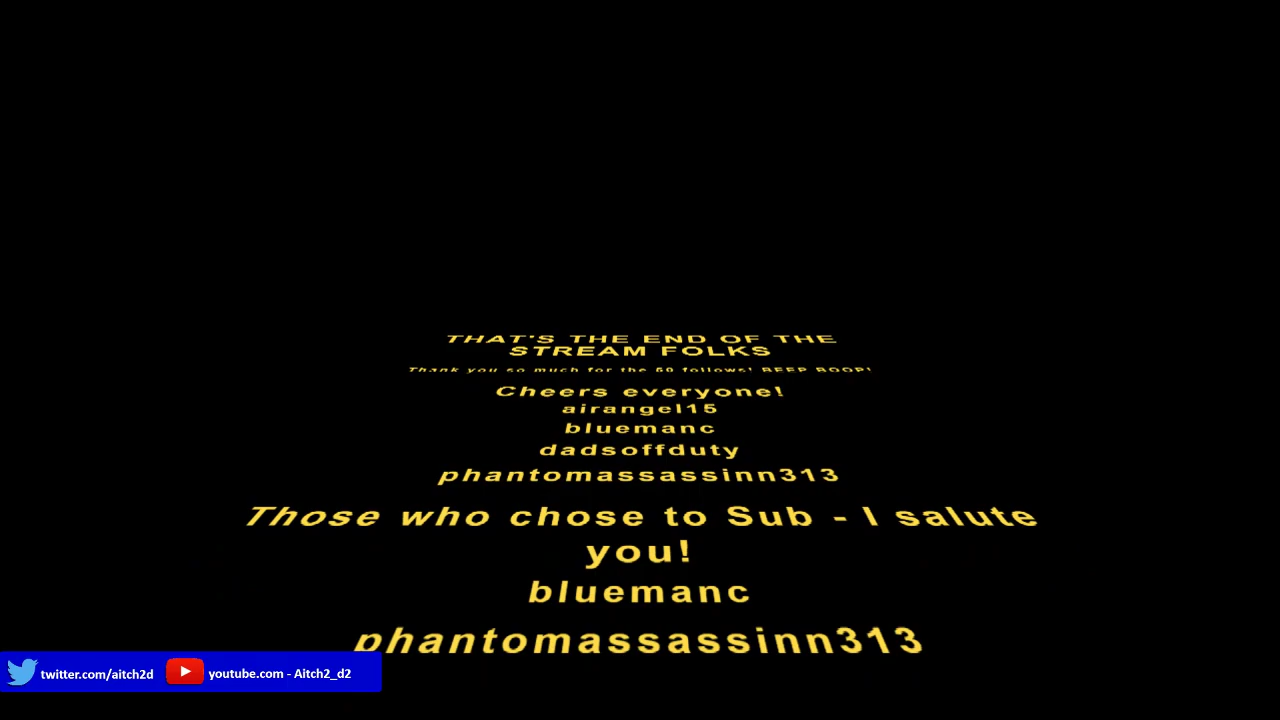 THAT'S THE END OF THE
STREAM FOLKS
Thank you so much for the 50 follows! BEEP BOOP!
Cheers everyone!
airangel15
bluemanc
dadsoffduty
phantomassassinn313
Those who chose to Sub - I salute
you!
bluemanc
phantomassassinn313
twitter.com/aitch2d youtube.com - Aitch2_d2